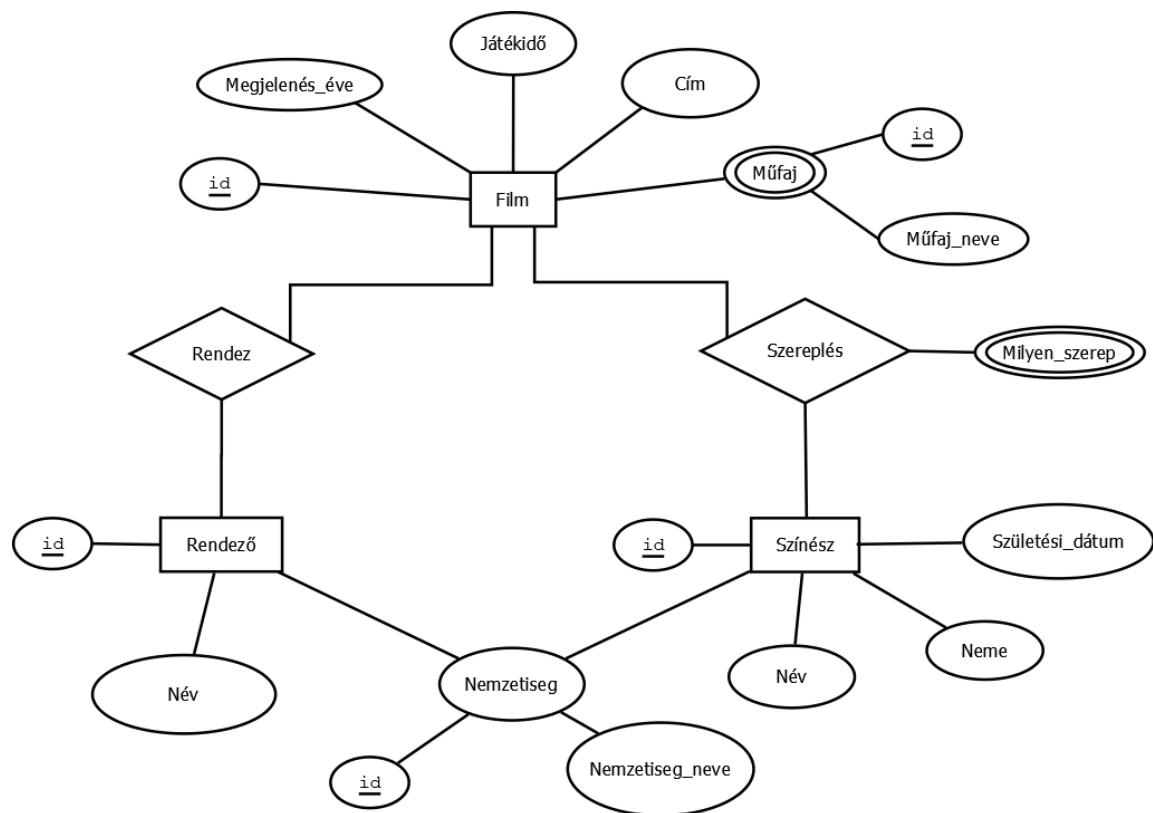 Játékidő
Megjelenés_éve
Cím
id
id
Film
Műfaj
Műfaj_neve
Rendez
Szereplés
Milyen_szerep
id
Rendező
id
Színész
Születési_dátum
Név
Nemzetiseg
Név
Neme
id
Nemzetiseg_neve